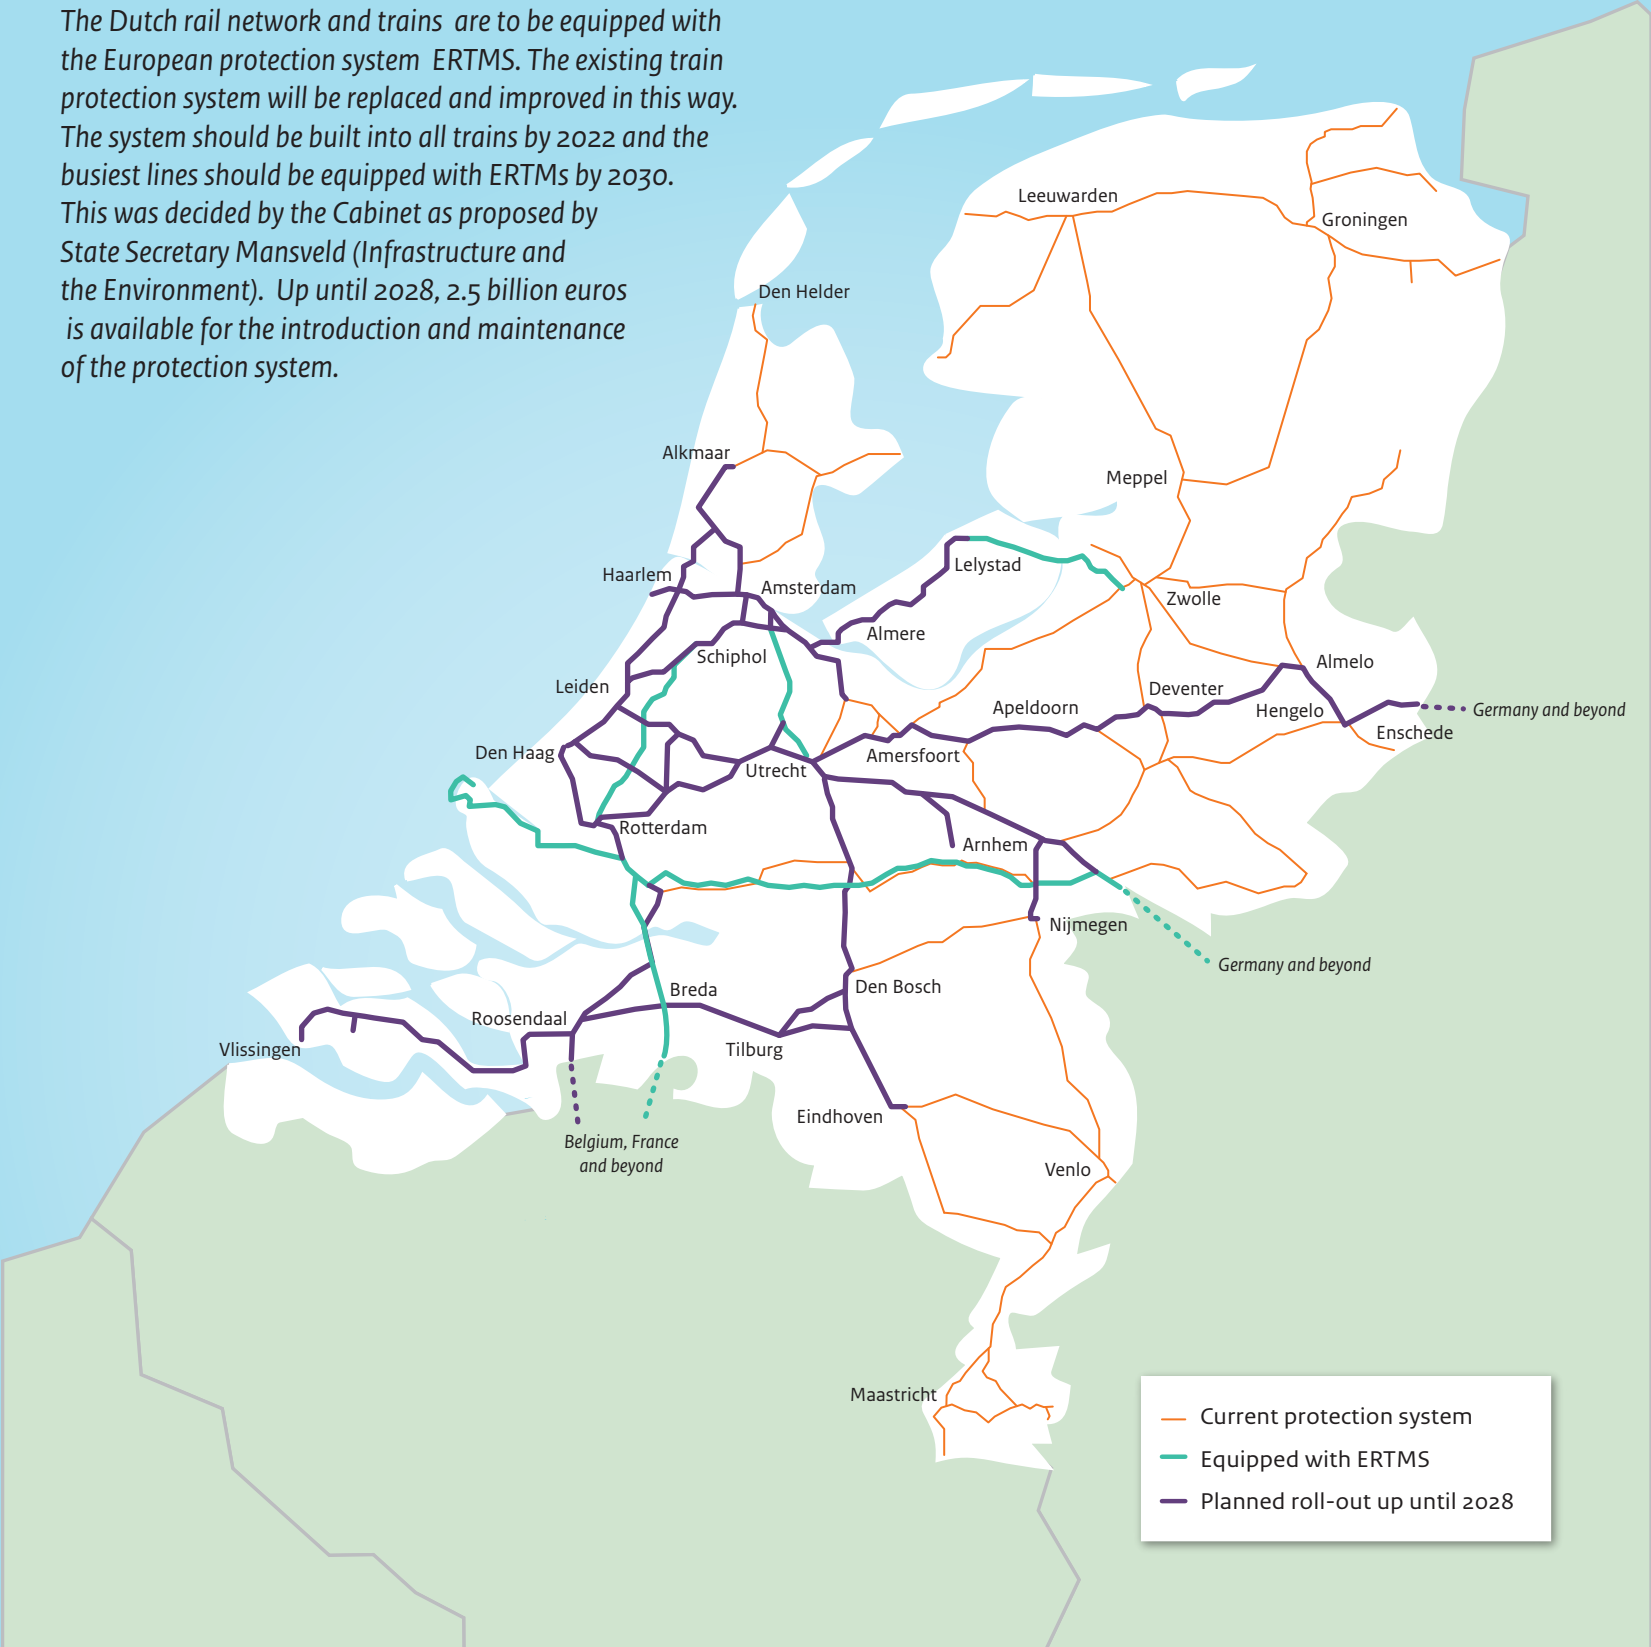 The Dutch rail network and trains are to be equipped with
the European protection system ERTMS. The existing train
protection system will be replaced and improved in this way.
The system should be built into all trains by 2022 and the
busiest lines should be equipped with ERTMs by 2030.
This was decided by the Cabinet as proposed by
State Secretary Mansveld (Infrastructure and
the Environment). Up until 2028, 2.5 billion euros
is available for the introduction and maintenance
of the protection system.
Leeuwarden
Groningen
Den Helder
Alkmaar
Meppel
Lelystad
Haarlem
Amsterdam
Zwolle
Almere
Schiphol
Almelo
Leiden
Deventer
Apeldoorn
Hengelo
Germany and beyond
Enschede
Den Haag
Amersfoort
Utrecht
Rotterdam
Arnhem
Nijmegen
Germany and beyond
Den Bosch
Breda
Roosendaal
Vlissingen
Tilburg
Eindhoven
Belgium, France
and beyond
Venlo
Maastricht
Current protection system
Equipped with ERTMS
Planned roll-out up until 2028